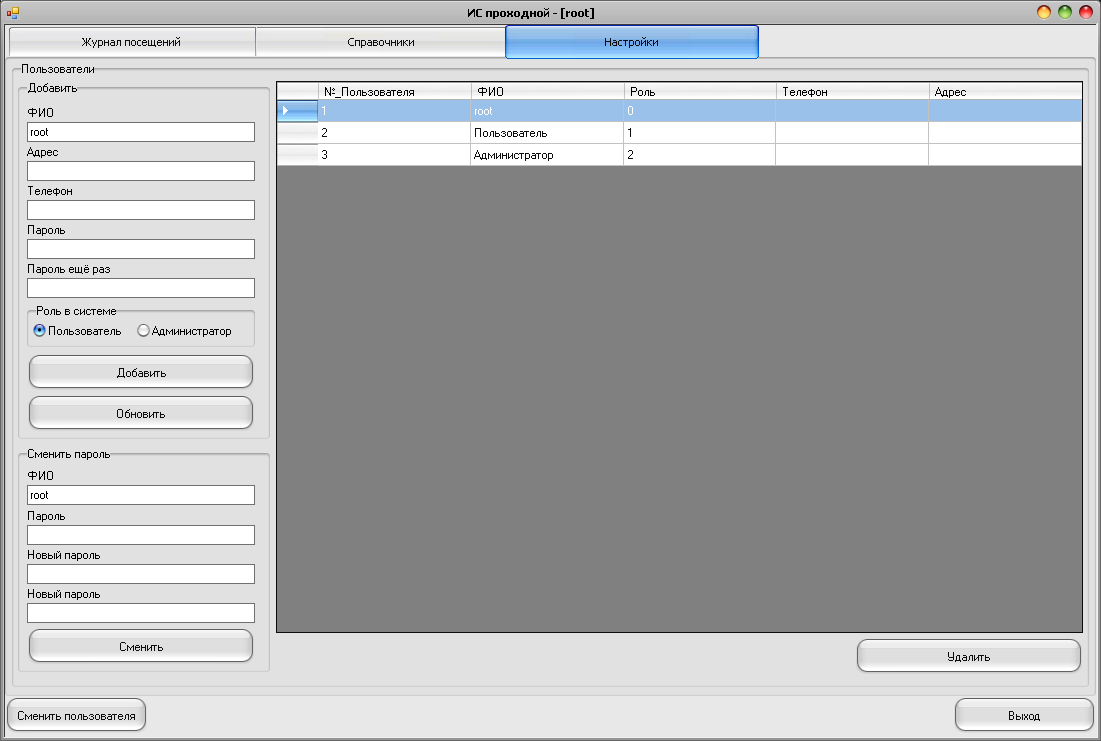 ИС проходной - [root]
Журнал посещений
Справочники
Настройки
Пользователи
Добавить
ФИО
root
Адрес
Телефон
Пароль
Пароль ещё раз
Роль в системе
Пользователь Администратор
Добавить
Обновить
Сменить пароль
ФИО
root
Пароль
Новый пароль
Новый пароль
Сменить
№_Пользователя ФИО Роль Телефон Адрес
1 root 0
2 Пользователь 1
3 Администратор 2
Удалить
Сменить пользователя
Выход